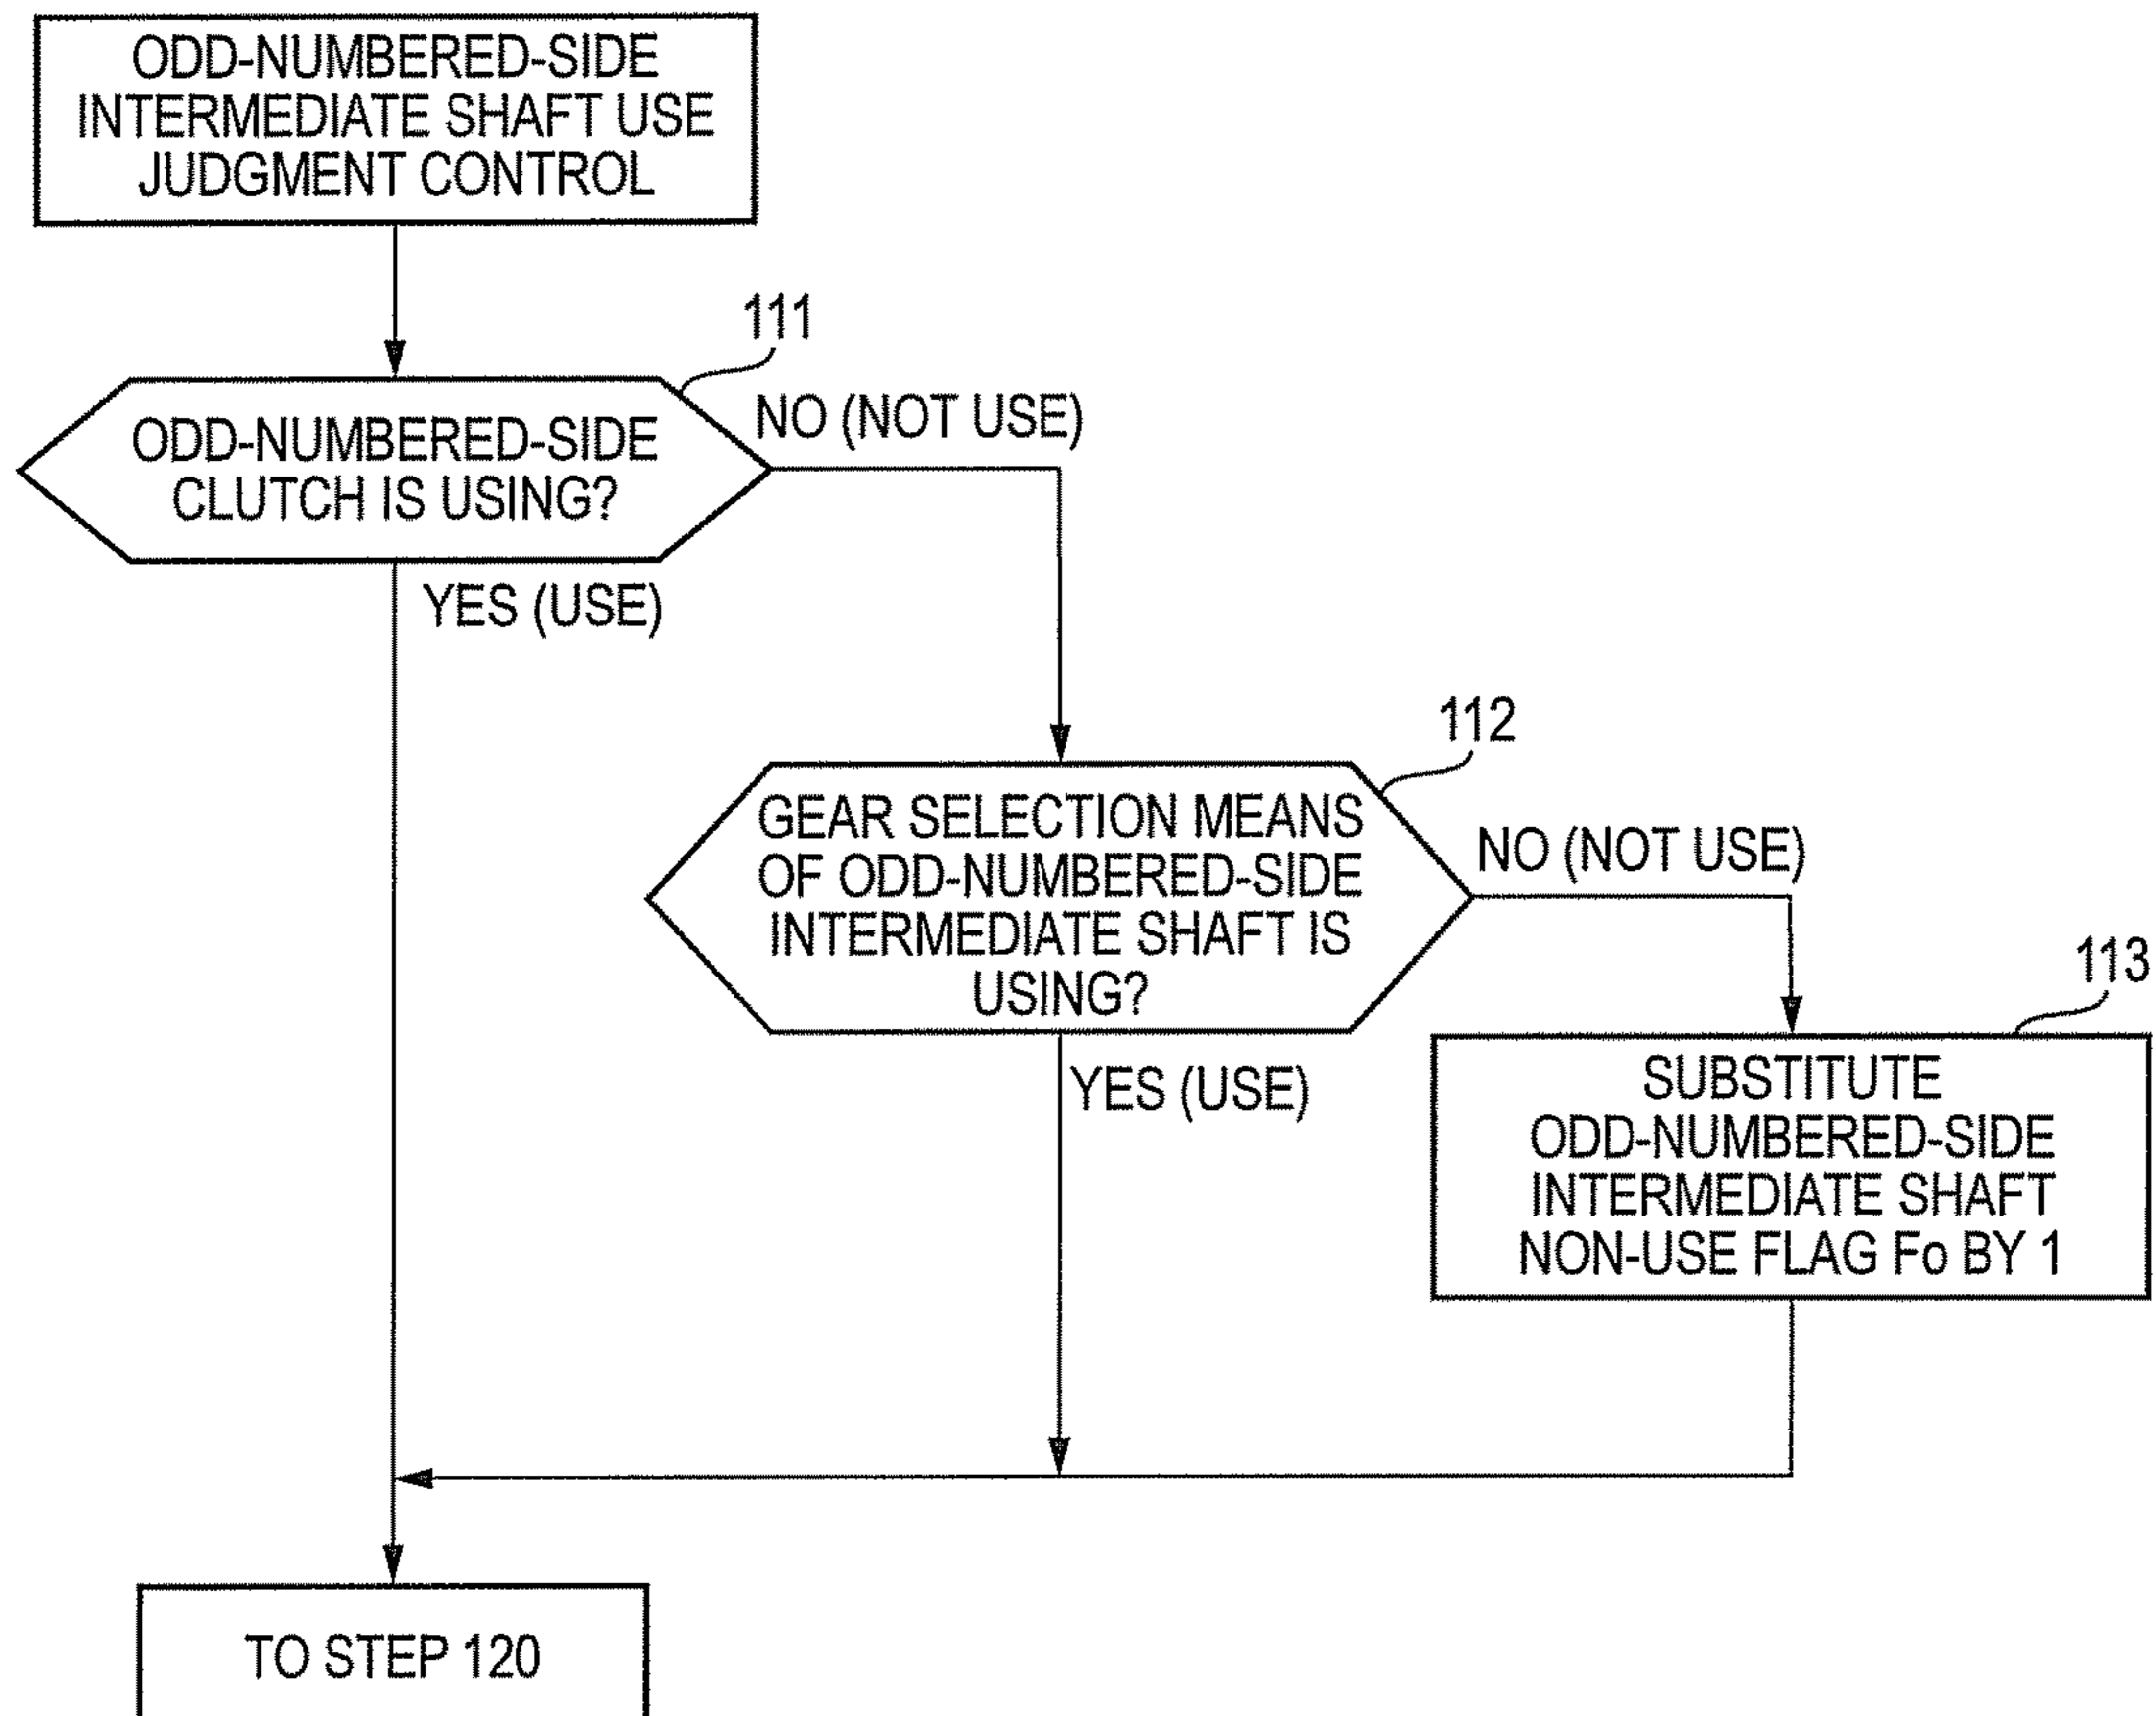 ODD-NUMBERED-SIDE
INTERMEDIATE SHAFT USE
JUDGMENT CONTROL
111
ODD-NUMBERED-SIDE
CLUTCH IS USING?
NO (NOT USE)
YES (USE)
112
GEAR SELECTION MEANS
OF ODD-NUMBERED-SIDE
INTERMEDIATE SHAFT IS
USING?
NO (NOT USE)
YES (USE)
113
SUBSTITUTE
ODD-NUMBERED-SIDE
INTERMEDIATE SHAFT
NON-USE FLAG Fo BY 1
TO STEP 120